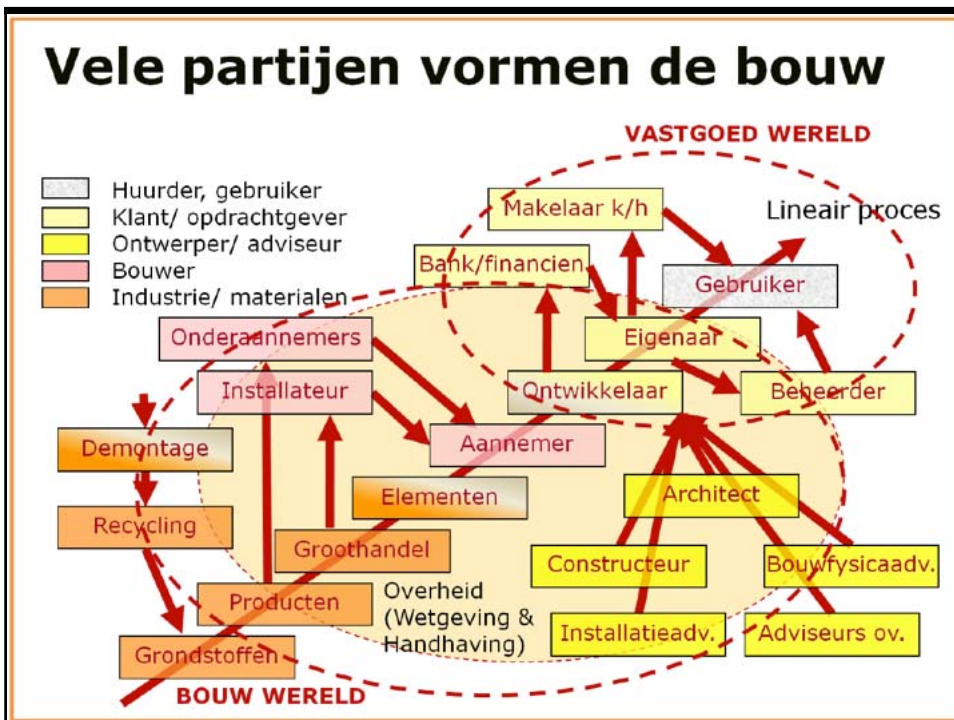 Vele partijen vormen de bouw
VASTGOED WERELD
Huurder, gebruiker
Klant/ opdrachtgever
Ontwerper/ adviseur
Bouwer
Industrie/ materialen
Makelaar k/h
Lineair proces
Bank/financien
Gebruiker
Onderaannemers
Eigenaar
Installateur
Ontwikkelaar
Beheerder
Demontage
Aannemer
Elementen
Architect
Recycling
Groothandel
Constructeur
Bouwfysicaadv.
Producten
Overheid
(Wetgeving &
Handhaving)
Installatieadv.
Adviseurs ov.
Grondstoffen
BOUW WERELD